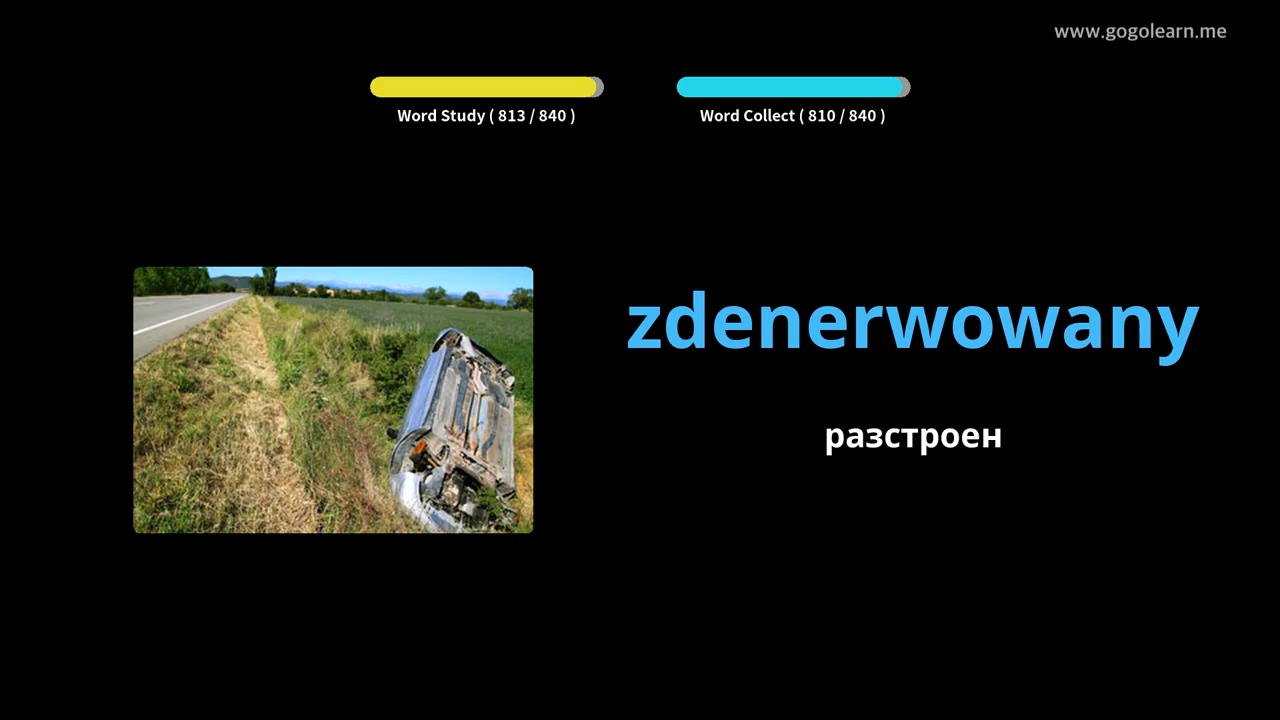 www.gogolearn.me
Word Study ( 813 / 840 )
Word Collect ( 810 / 840 )
zdenerwowany
разстроен